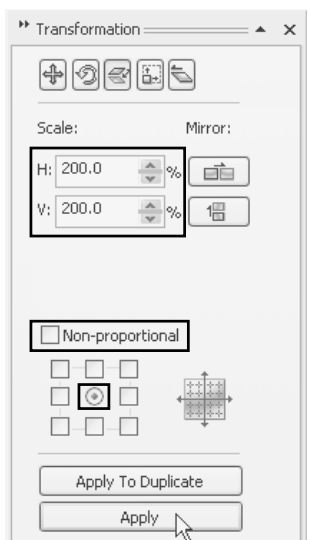 Transformation
Scale: Mirror:
H: 200.0 %
V: 200.0 %
Non-proportional
Apply To Duplicate
Apply